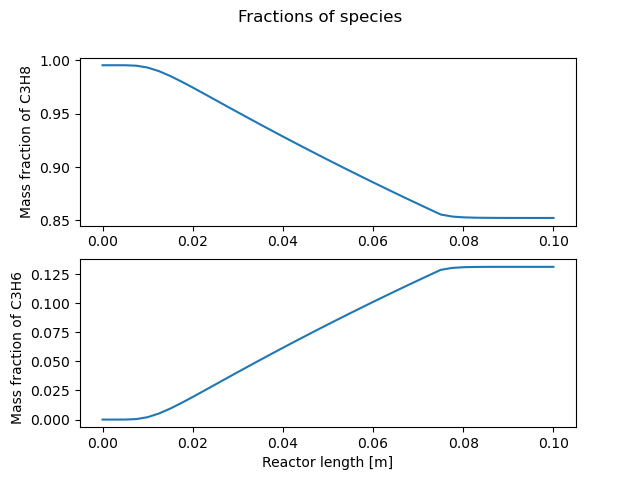 Fractions of species
Mass fraction of C3H8
1.00
0.95
0.90
0.85
0.00 0.02 0.04 0.06 0.08 0.10
Mass fraction of C3H6
0.125
0.100
0.075
0.050
0.025
0.000
0.00 0.02 0.04 0.06 0.08 0.10
Reactor length [m]